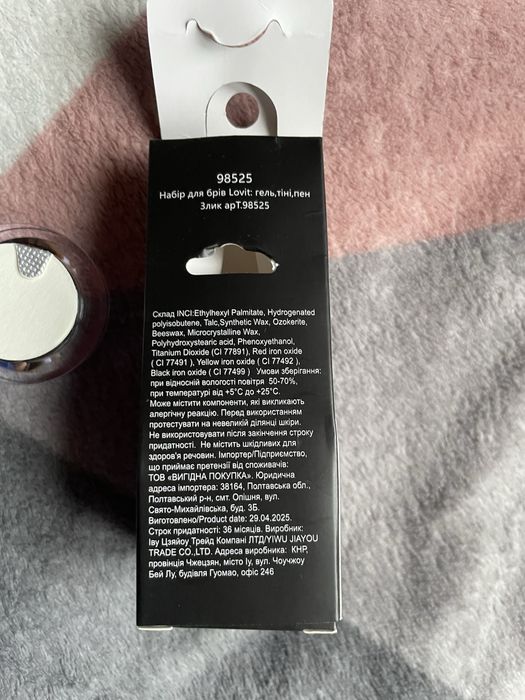 98525
Набір для брів Lovit: гель,тіні,пен
Злик арТ.98525
Склад INCI:Ethylhexyl Palmitate, Hydrogenated
polyisobutene, Talc,Synthetic Wax, Ozokerite,
Beeswax, Microcrystalline Wax,
Polyhydroxystearic acid, Phenoxyethanol,
Titanium Dioxide (CI 77891), Red iron oxide
( CI 77491 ), Yellow iron oxide ( CI 77492 ),
Black iron oxide ( CI 77499 ) Умови зберігання:
при відносній вологості повітря 50-70%,
при температурі від +5°C до +25°C.
Може містити компоненти, які викликають
алергічну реакцію. Перед використанням
протестувати на невеликій ділянці шкіри.
Не використовувати після закінчення строку
придатності. Не містить шкідливих для
здоров'я речовин. Імпортер/Підприємство,
що приймає претензії від споживачів:
ТОВ «ВИГІДНА ПОКУПКА». Юридична
адреса імпортера: 38164, Полтавська обл.,
Полтавський р-н, смт. Опішня, вул.
Свято-Михайлівська, буд. 3Б.
Виготовлено/Product date: 29.04.2025.
Строк придатності: 36 місяців. Виробник:
Іву Цзяйоу Трейд Компані ЛТД/YIWU JIAYOU
TRADE CO.,LTD. Адреса виробника: КНР,
провінція Чжецзян, місто Іу, вул. Чоучжоу
Бей Лу, будівля Гуомао, офіс 246